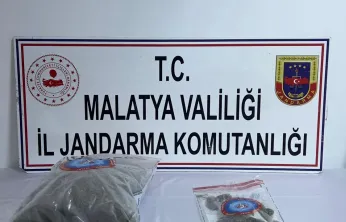 T.C.
MALATYA VALİLİĞİ
İL JANDARMA KOMUTANLIĞI